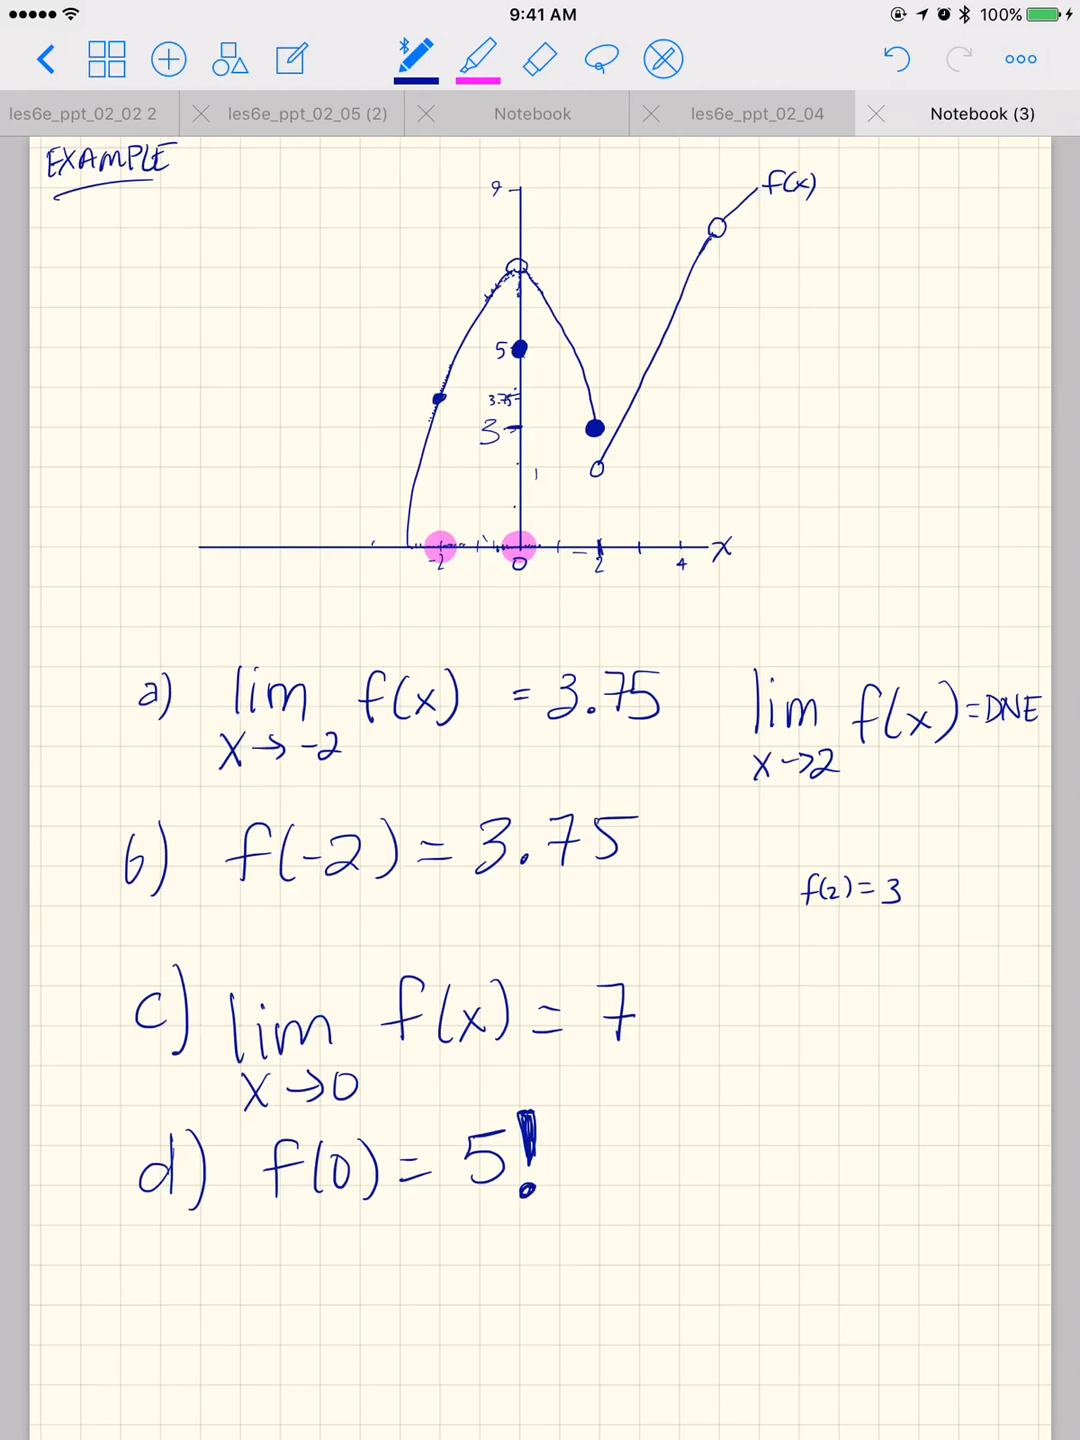 9:41 AM
100%
les6e_ppt_02_02 2
les6e_ppt_02_05 (2)
Notebook
les6e_ppt_02_04
Notebook (3)
EXAMPLE
9
f(x)
5
3.75
3
1
-2
0
2
4
x
a) lim f(x) = 3.75
x→-2
lim f(x) = DNE
x→2
b) f(-2) = 3.75
f(2) = 3
c) lim f(x) = 7
x→0
d) f(0) = 5!